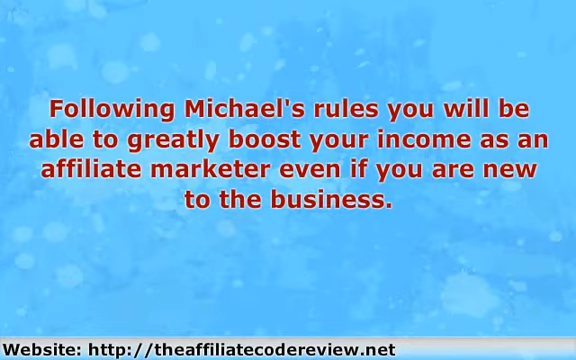 Following Michael's rules you will be
able to greatly boost your income as an
affiliate marketer even if you are new
to the business.
Website: http://theaffiliatecodereview.net